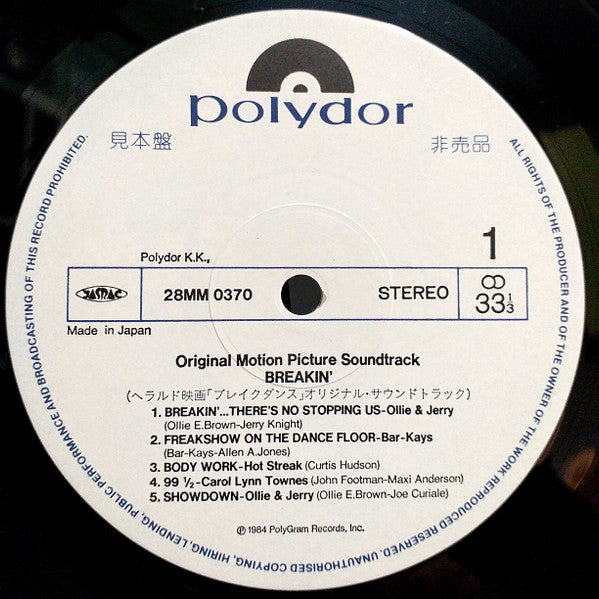 polydor
見本盤
非売品
1
Polydor K.K.,
JASRAC
28MM 0370
STEREO
33⅓
Made in Japan
Original Motion Picture Soundtrack
BREAKIN'
(ヘラルド映画「ブレイクダンス」オリジナル・サウンドトラック)
1. BREAKIN'...THERE'S NO STOPPING US-Ollie & Jerry
(Ollie E.Brown-Jerry Knight)
2. FREAKSHOW ON THE DANCE FLOOR-Bar-Kays
(Bar-Kays-Allen A.Jones)
3. BODY WORK-Hot Streak (Curtis Hudson)
4. 99 ½-Carol Lynn Townes (John Footman-Maxi Anderson)
5. SHOWDOWN-Ollie & Jerry (Ollie E.Brown-Joe Curiale)
℗ 1984 PolyGram Records, Inc.
ALL RIGHTS OF THE PRODUCER AND OF THE OWNER OF THE WORK REPRODUCED RESERVED. UNAUTHORISED COPYING, HIRING, LENDING, PUBLIC PERFORMANCE AND BROADCASTING OF THIS RECORD PROHIBITED.